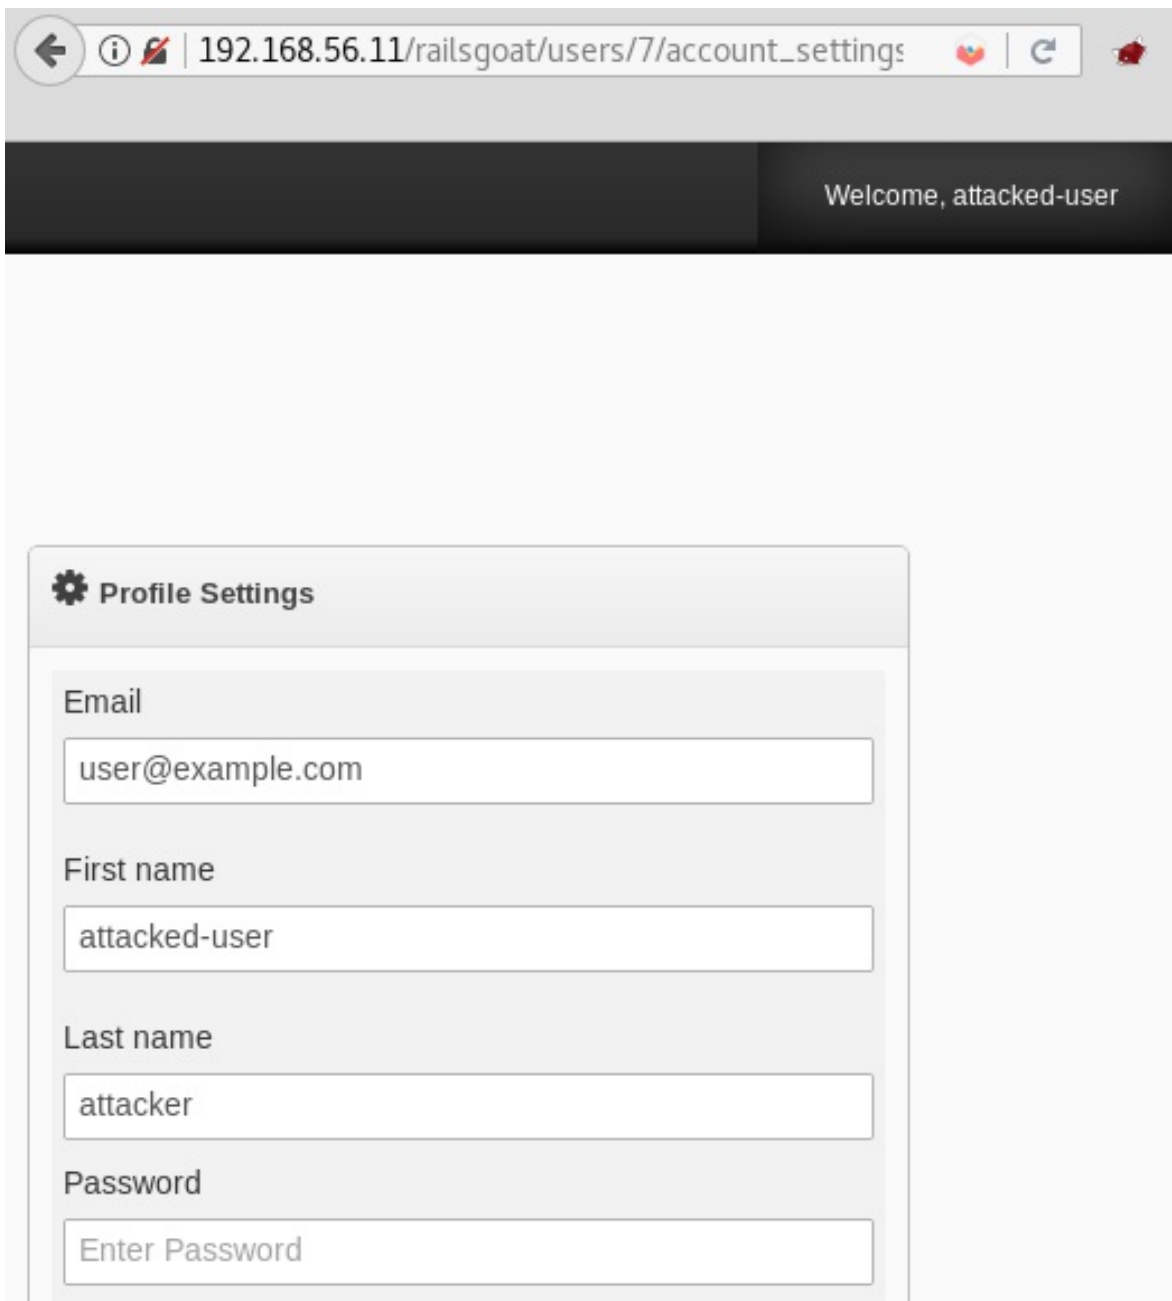 192.168.56.11/railsgoat/users/7/account_settings
Welcome, attacked-user
Profile Settings
Email
user@example.com
First name
attacked-user
Last name
attacker
Password
Enter Password